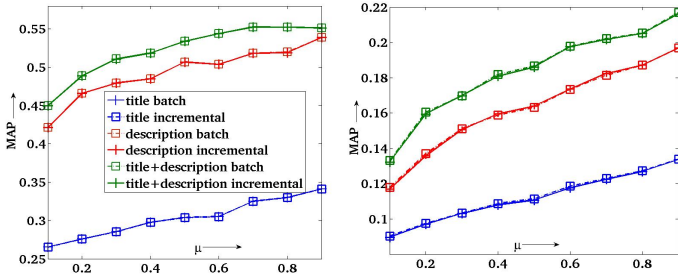 0.55
0.5
0.45
0.4
0.35
0.3
0.25
MAP
title batch
title incremental
description batch
description incremental
title+description batch
title+description incremental
μ
0.2 0.4 0.6 0.8
0.22
0.2
0.18
0.16
0.14
0.12
0.1
MAP
μ
0.2 0.4 0.6 0.8